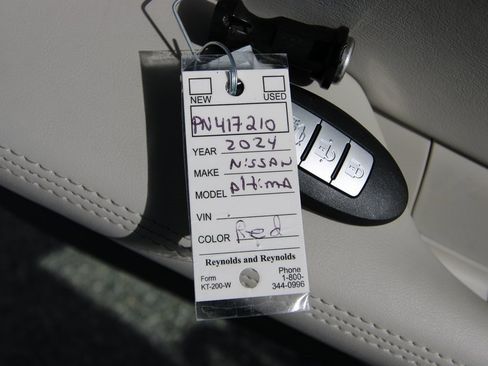 NEW USED
PN417210
YEAR 2024
MAKE NiSSAN
MODEL AltimA
VIN
COLOR Red
Reynolds and Reynolds
Form Phone
KT-200-W 1-800-
344-0996